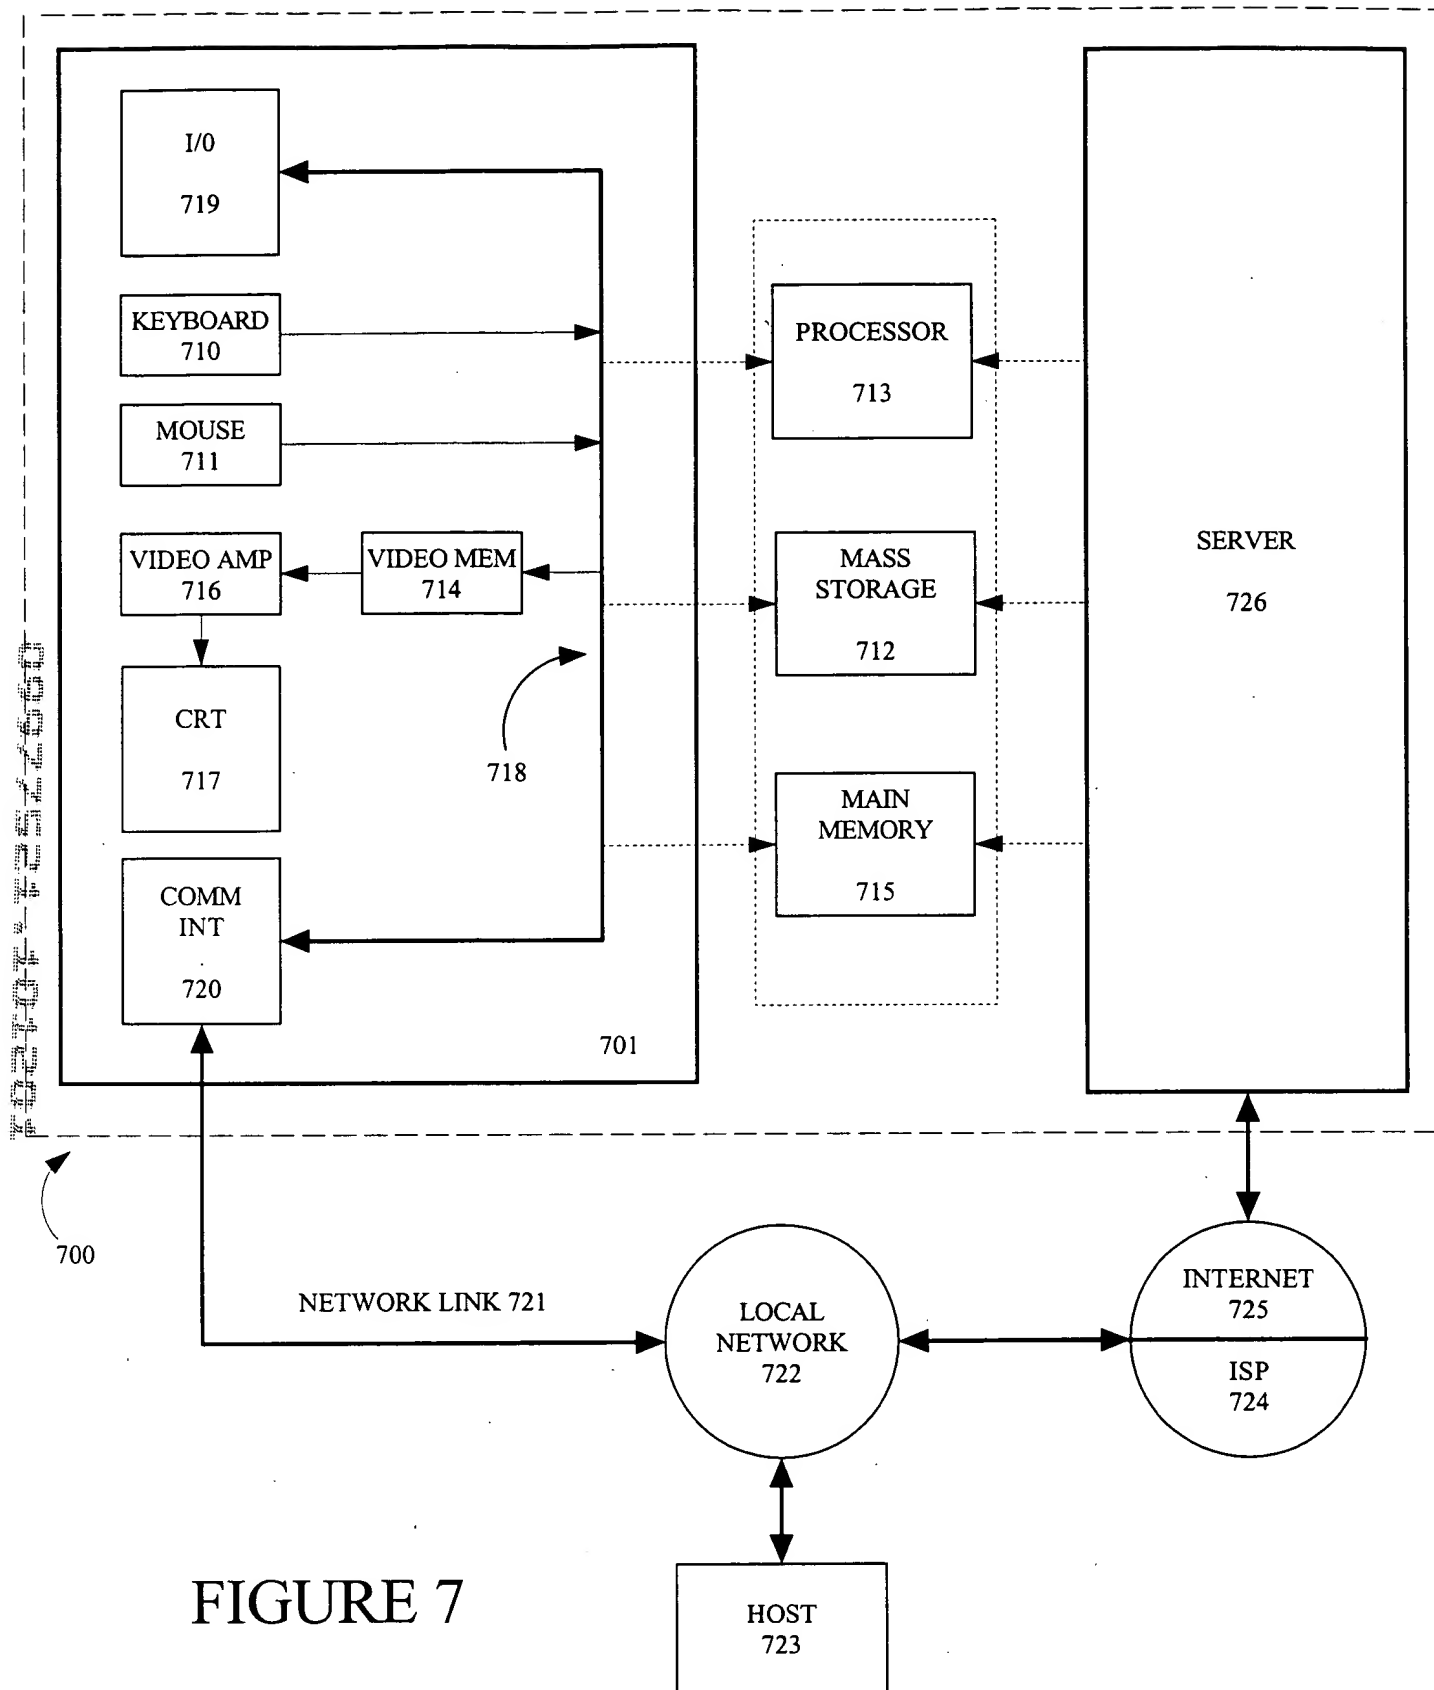 I/0
719
KEYBOARD
710
MOUSE
711
VIDEO AMP
716
VIDEO MEM
714
CRT
717
718
COMM
INT
720
701
PROCESSOR
713
MASS
STORAGE
712
MAIN
MEMORY
715
SERVER
726
700
NETWORK LINK 721
LOCAL
NETWORK
722
INTERNET
725
ISP
724
HOST
723
FIGURE 7